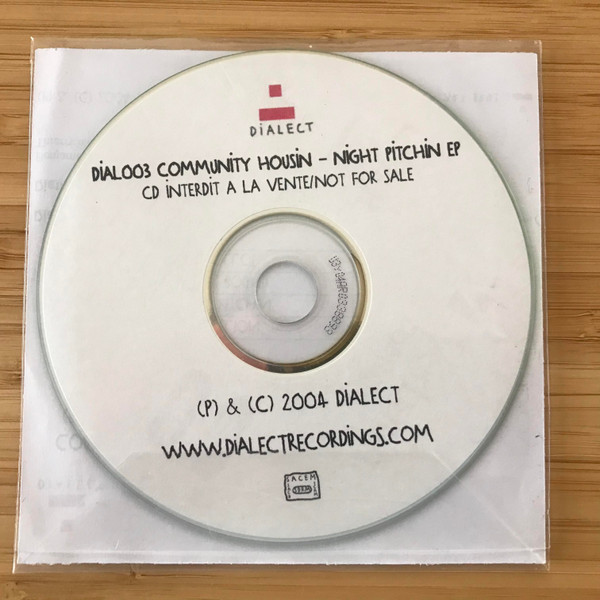 DiALECT
DiAL003 COMMUNiTY HOUSiN – NiGHT PiTCHiN EP
CD iNTERDiT A LA VENTE/NOT FOR SALE
(P) & (C) 2004 DiALECT
WWW.DiALECTRECORDiNGS.COM
SACEM